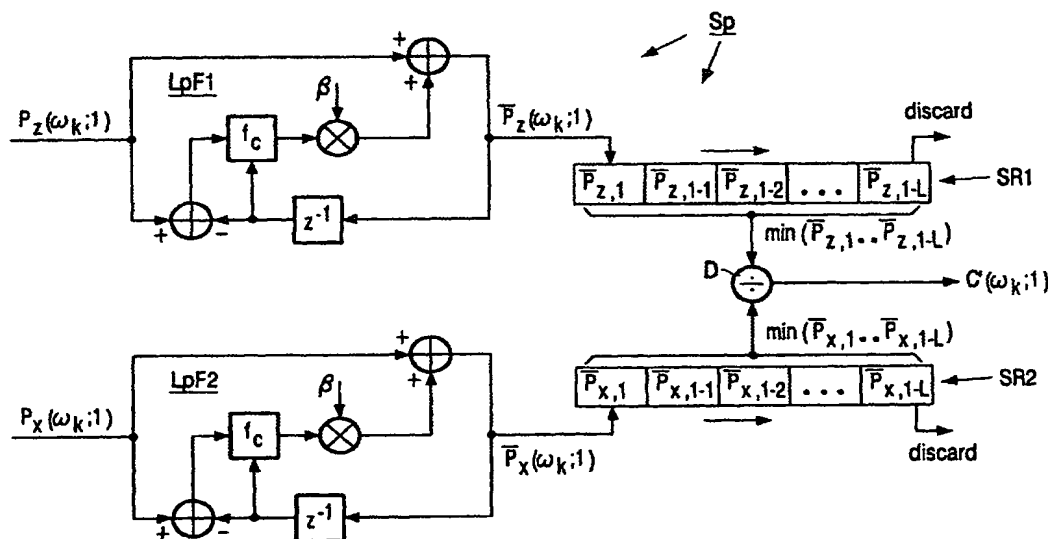 Sp
LpF1
β
+
+
P_z(ω_k;1)
f_c
P̅_z(ω_k;1)
discard
P̅_z,1 P̅_z,1-1 P̅_z,1-2 ... P̅_z,1-L
SR1
+
-
z⁻¹
min(P̅_z,1..P̅_z,1-L)
D
÷
C'(ω_k;1)
min(P̅_x,1..P̅_x,1-L)
LpF2
β
+
+
P_x(ω_k;1)
f_c
P̅_x(ω_k;1)
P̅_x,1 P̅_x,1-1 P̅_x,1-2 ... P̅_x,1-L
SR2
discard
+
-
z⁻¹